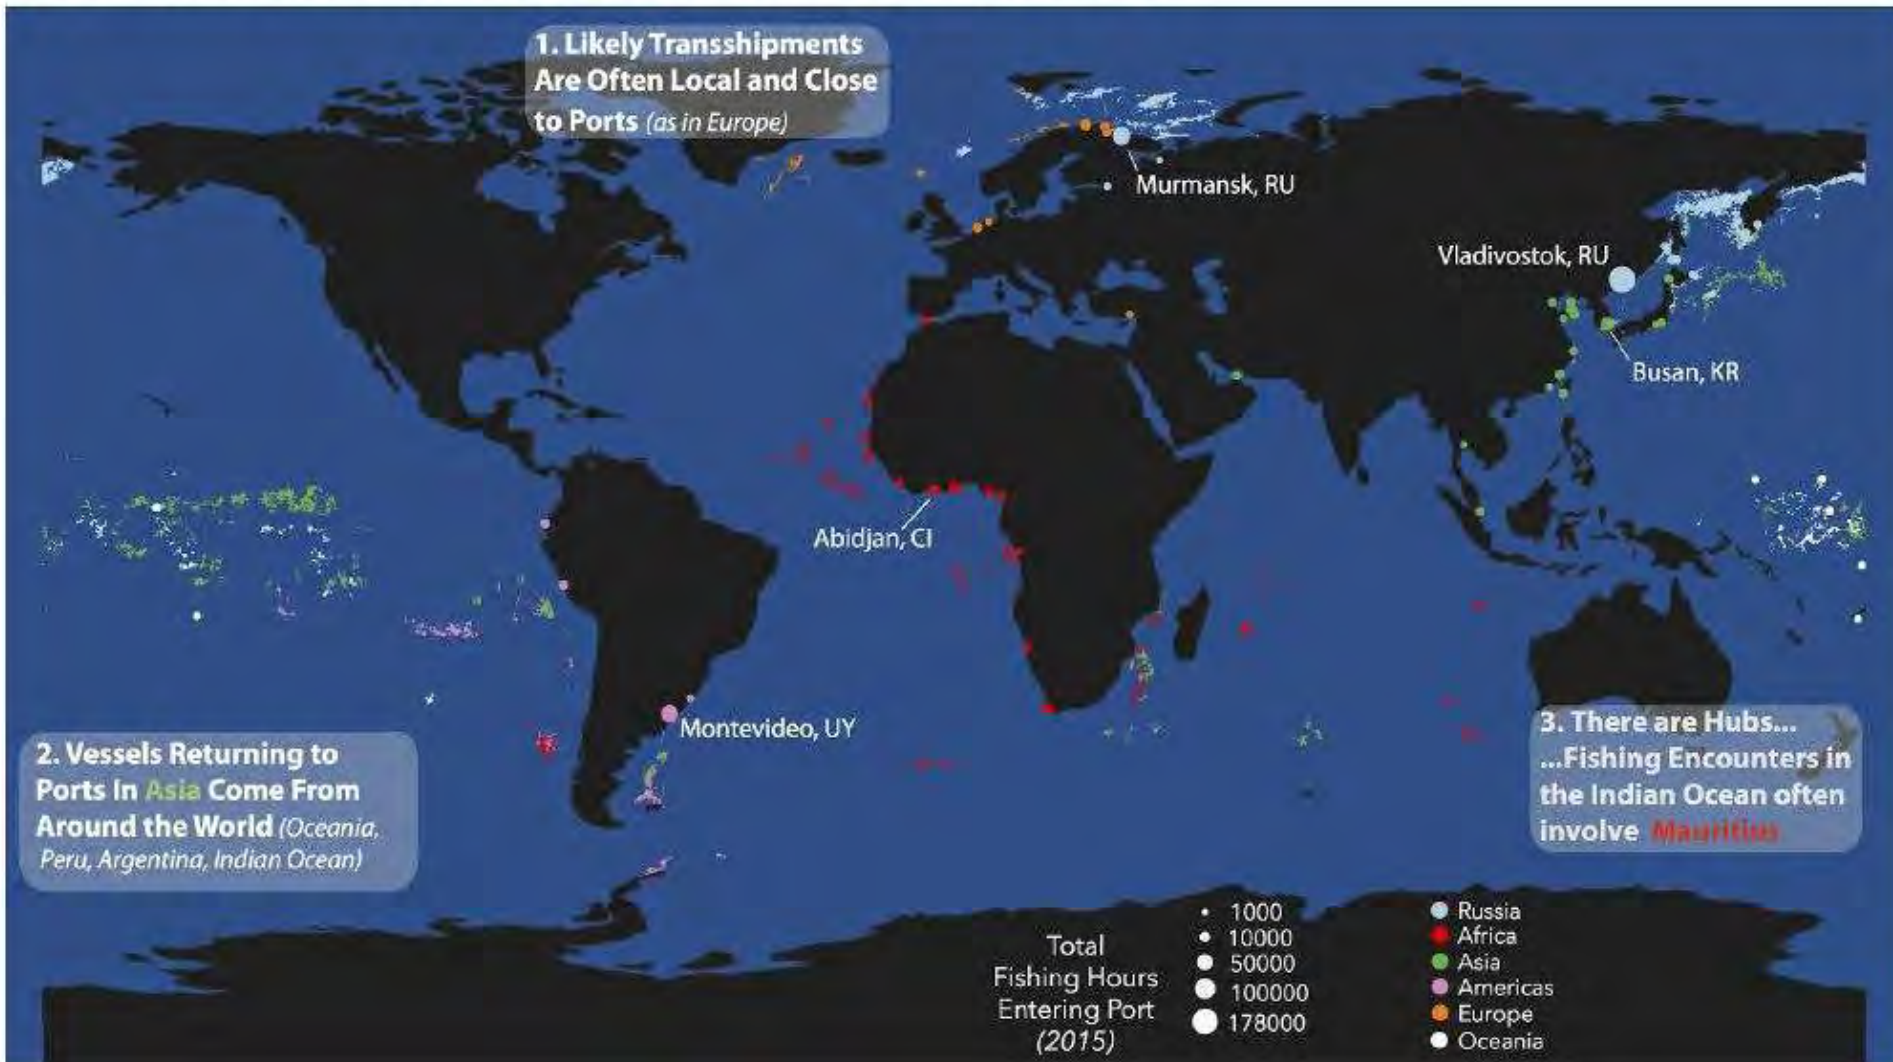 1. Likely Transshipments
Are Often Local and Close
to Ports (as in Europe)
Murmansk, RU
Vladivostok, RU
Busan, KR
Abidjan, CI
Montevideo, UY
2. Vessels Returning to
Ports In Asia Come From
Around the World (Oceania,
Peru, Argentina, Indian Ocean)
3. There are Hubs...
...Fishing Encounters in
the Indian Ocean often
involve Mauritius
Total
Fishing Hours
Entering Port
(2015)
1000
10000
50000
100000
178000
Russia
Africa
Asia
Americas
Europe
Oceania